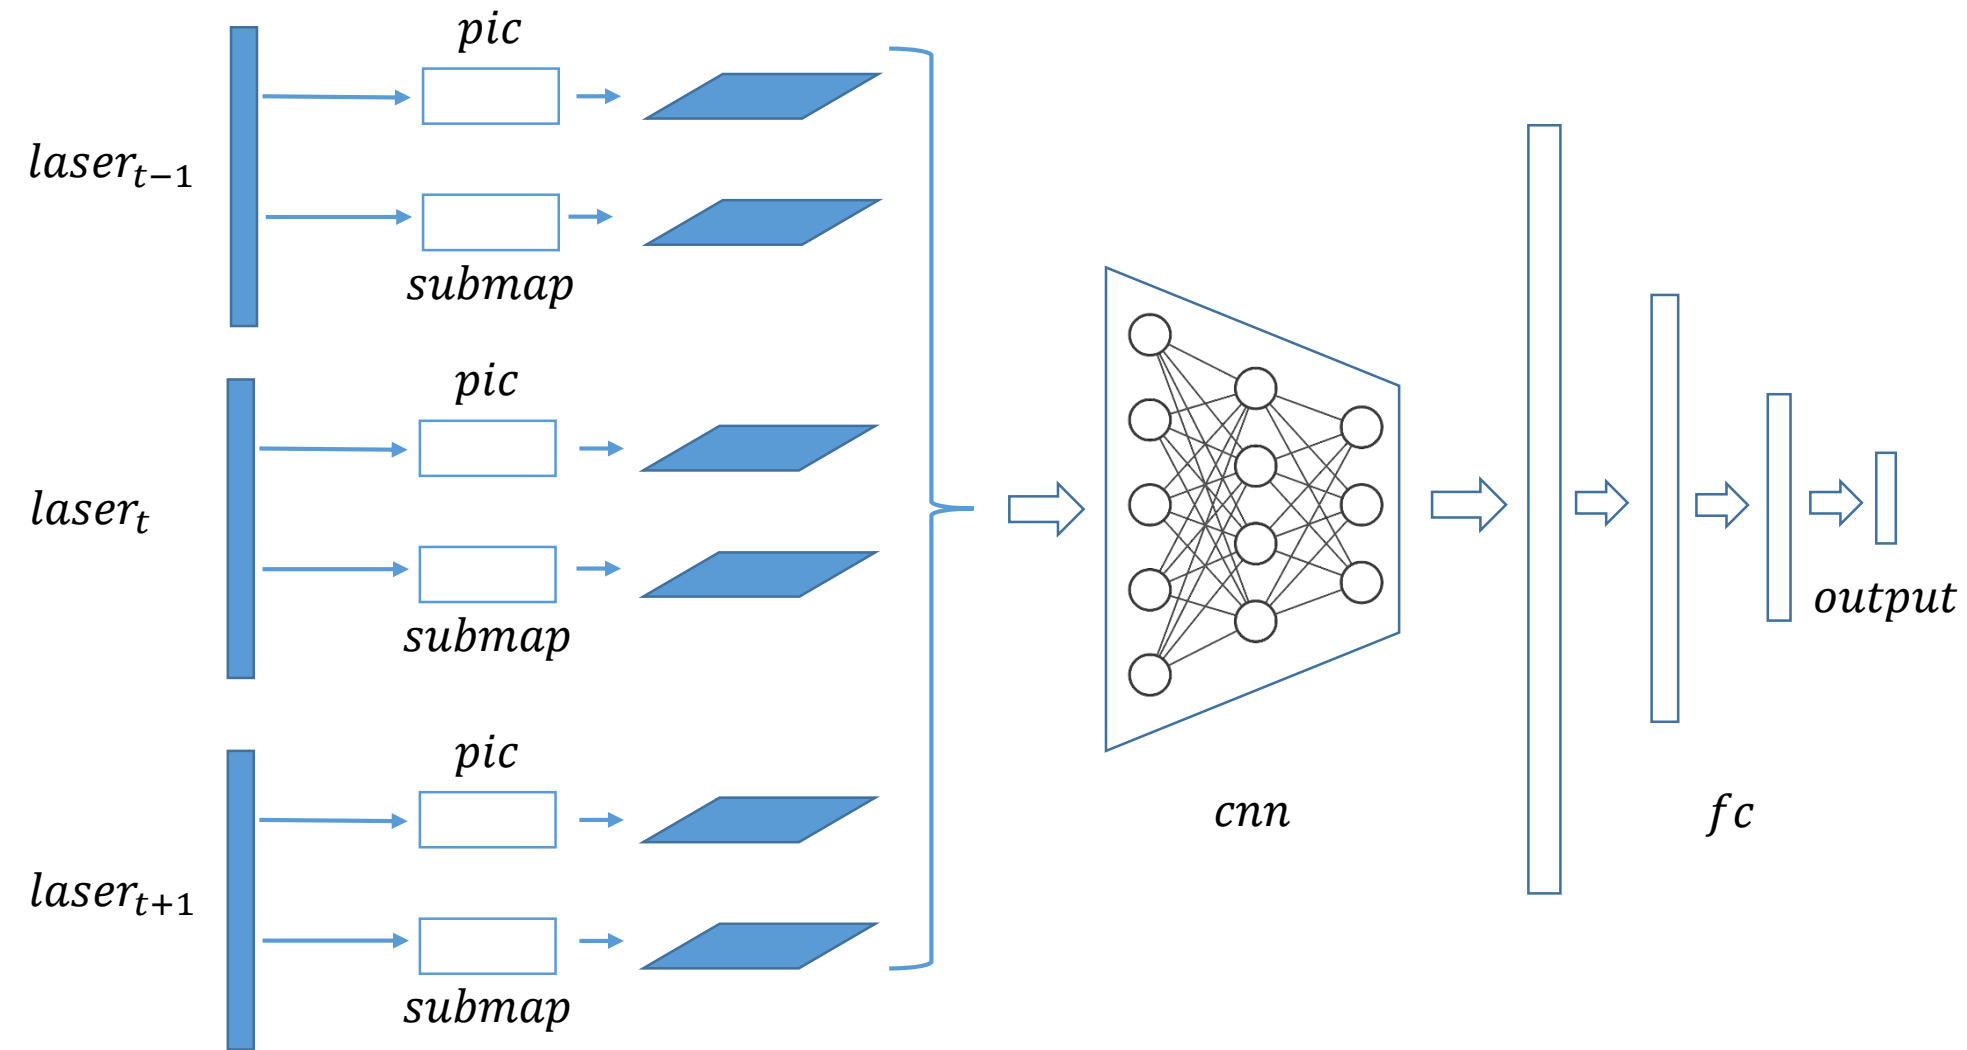 pic
laser_{t−1}
submap
pic
laser_t
submap
pic
laser_{t+1}
submap
cnn
fc
output